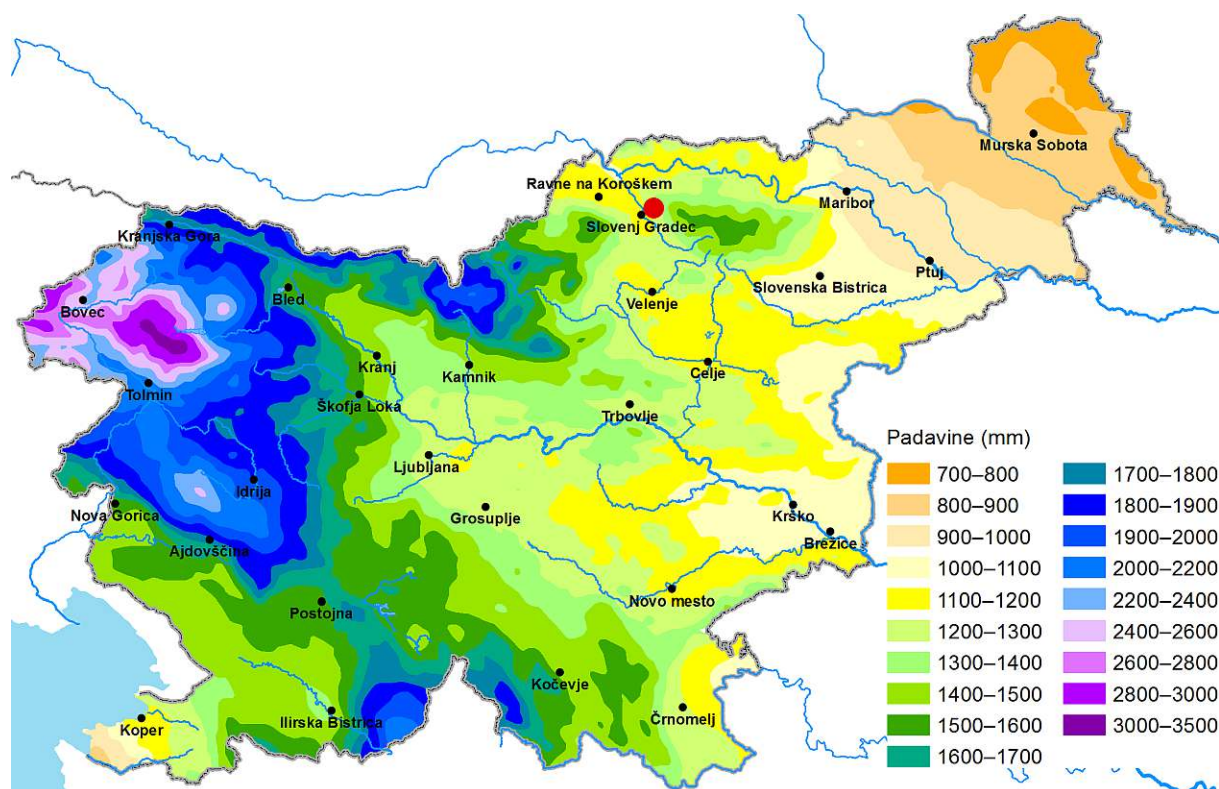 Murska Sobota
Ravne na Koroškem
Maribor
Slovenj Gradec
Kranjska Gora
Ptuj
Slovenska Bistrica
Bled
Velenje
Bovec
Kranj
Kamnik
Celje
Tolmin
Škofja Loka
Trbovlje
Ljubljana
Idrija
Nova Gorica
Grosuplje
Krško
Brežice
Ajdovščina
Postojna
Novo mesto
Kočevje
Koper
Ilirska Bistrica
Črnomelj
Padavine (mm)
700–800
800–900
900–1000
1000–1100
1100–1200
1200–1300
1300–1400
1400–1500
1500–1600
1600–1700
1700–1800
1800–1900
1900–2000
2000–2200
2200–2400
2400–2600
2600–2800
2800–3000
3000–3500